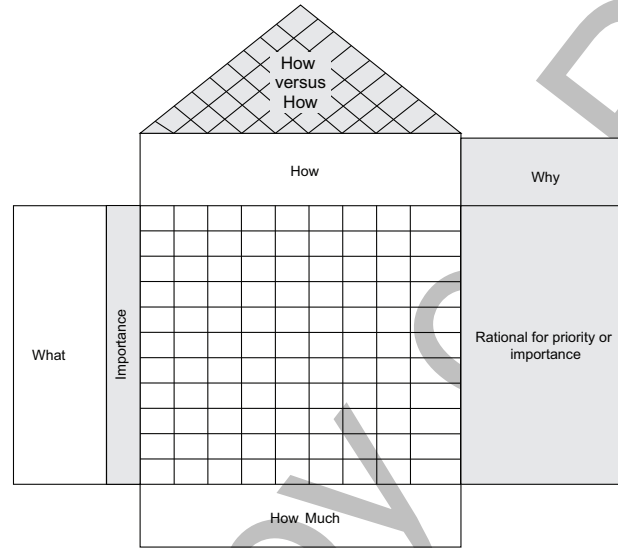 How
versus
How
How
Why
What
Importance
Rational for priority or
importance
How Much